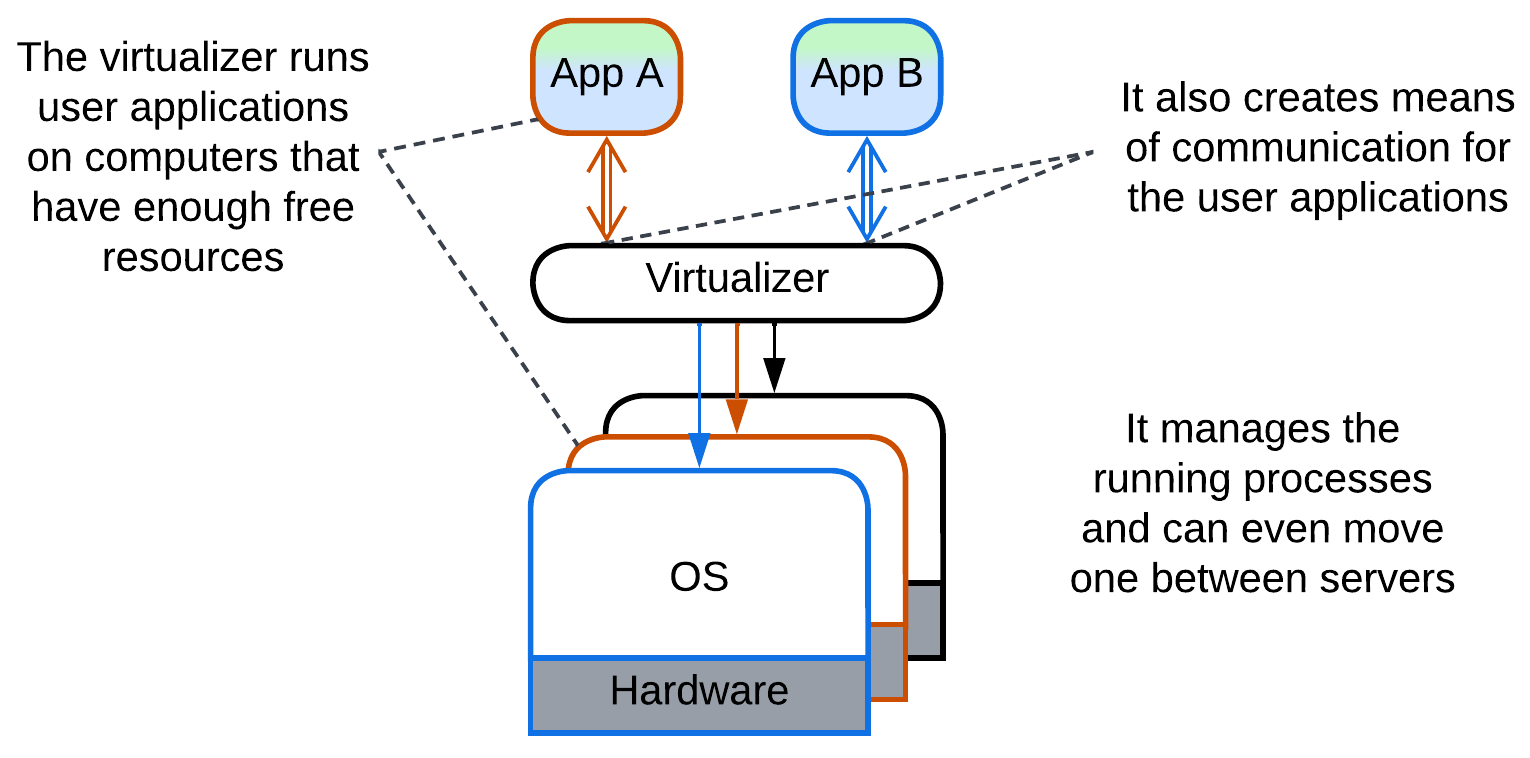 The virtualizer runs
user applications
on computers that
have enough free
resources
App A
App B
It also creates means
of communication for
the user applications
Virtualizer
It manages the
running processes
and can even move
one between servers
OS
Hardware